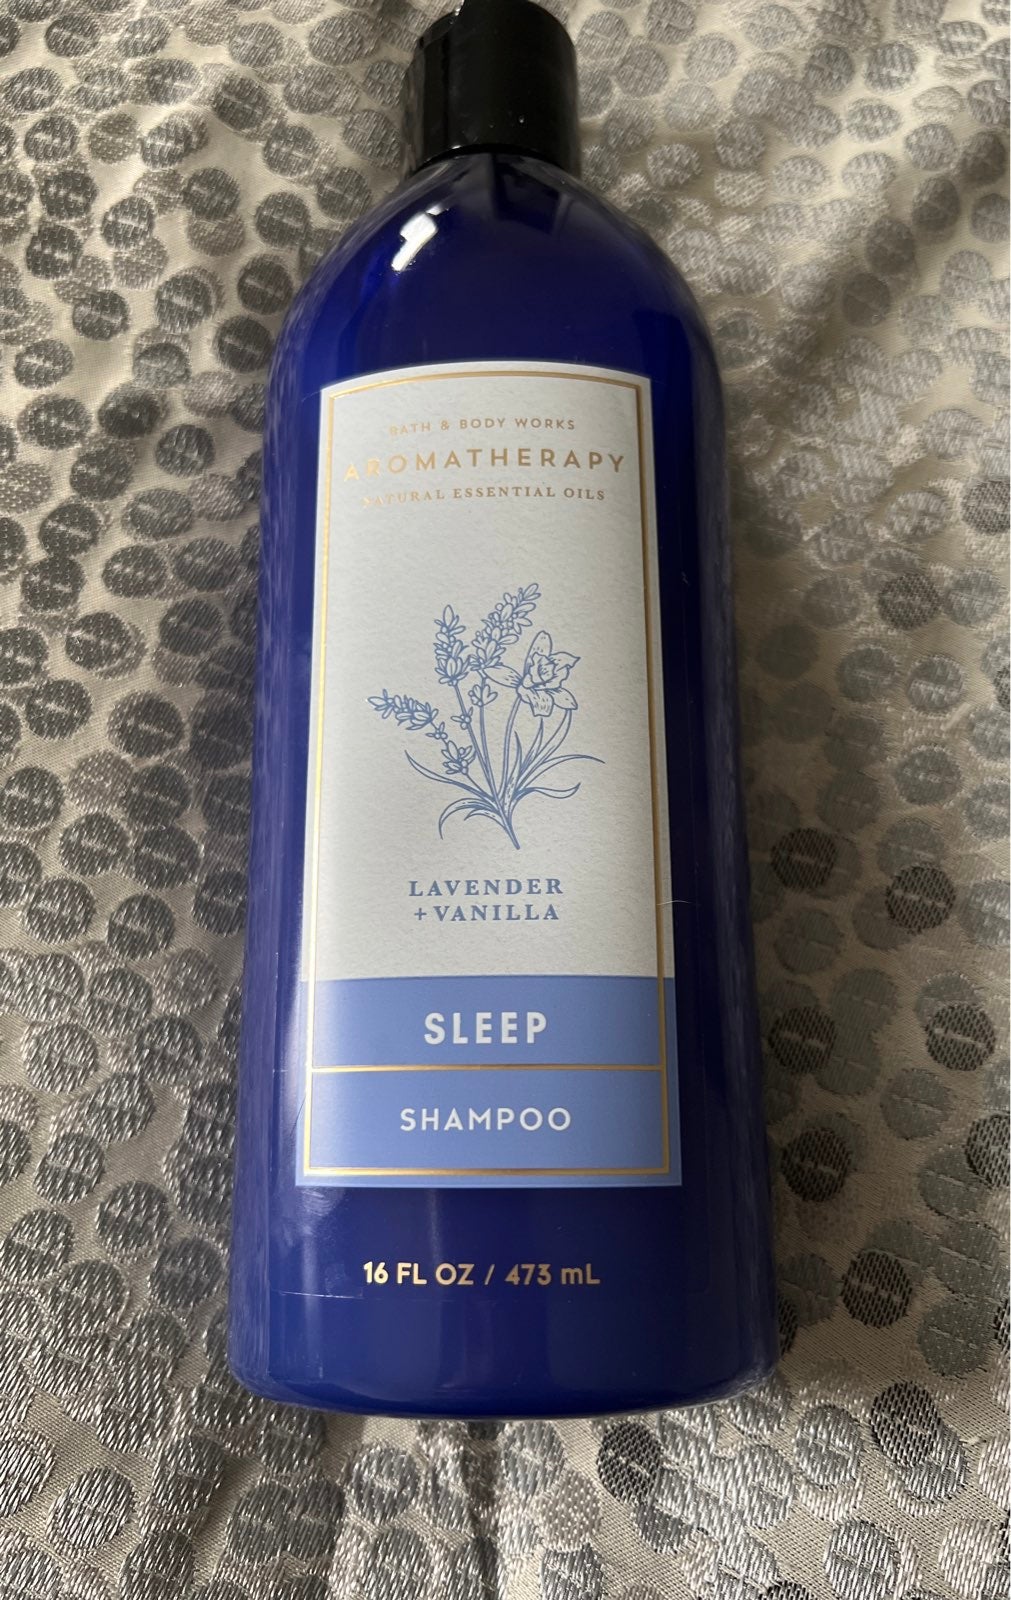 BATH & BODY WORKS
AROMATHERAPY
NATURAL ESSENTIAL OILS
LAVENDER
+VANILLA
SLEEP
SHAMPOO
16 FL OZ / 473 mL